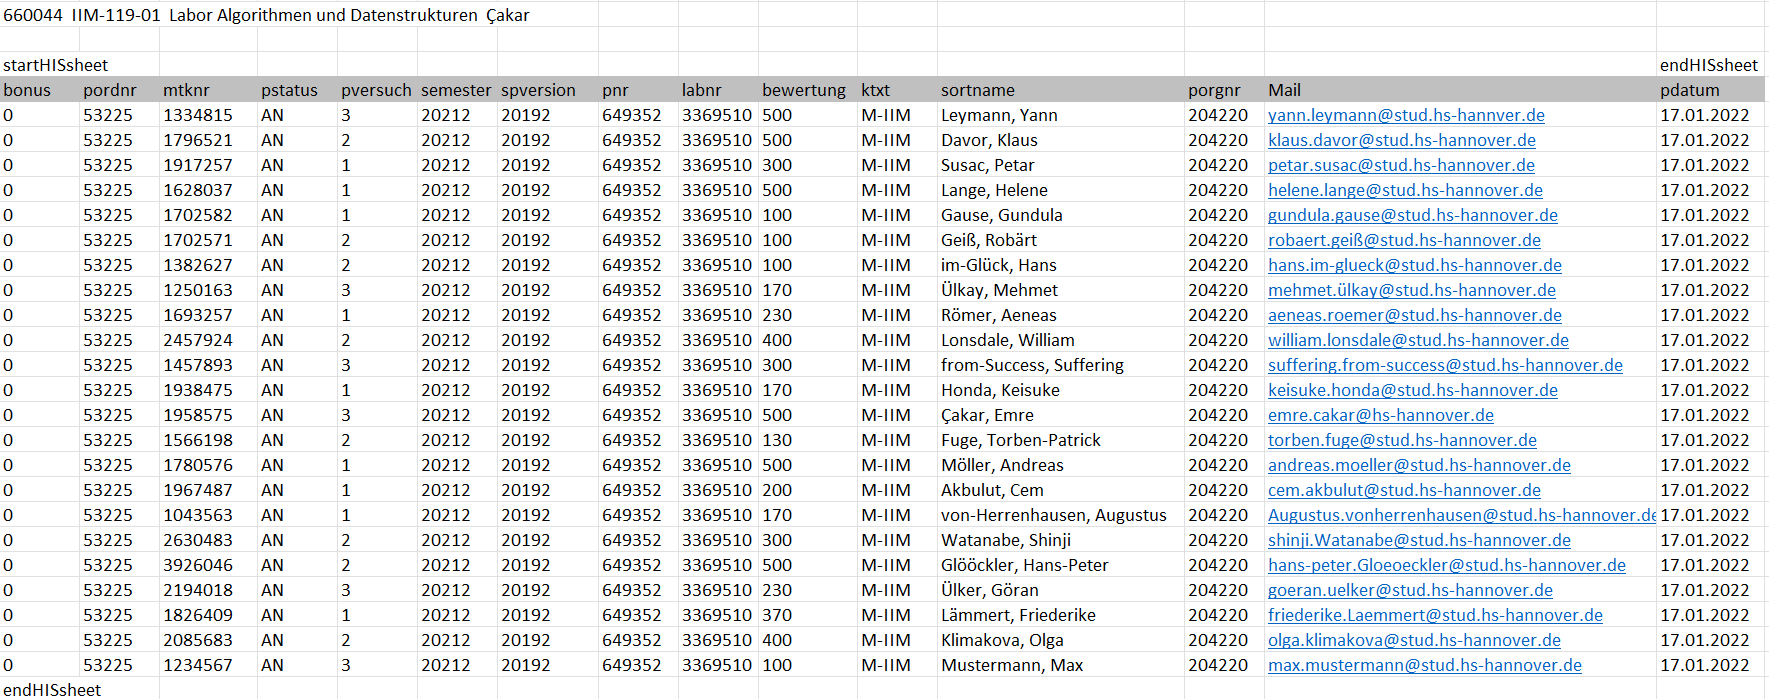 660044 IIM-119-01 Labor Algorithmen und Datenstrukturen Çakar
startHISsheet endHISsheet
bonus pordnr mtknr pstatus pversuch semester spversion pnr labnr bewertung ktxt sortname porgnr Mail pdatum
0 53225 1334815 AN 3 20212 20192 649352 3369510 500 M-IIM Leymann, Yann 204220 yann.leymann@stud.hs-hannver.de 17.01.2022
0 53225 1796521 AN 2 20212 20192 649352 3369510 500 M-IIM Davor, Klaus 204220 klaus.davor@stud.hs-hannover.de 17.01.2022
0 53225 1917257 AN 1 20212 20192 649352 3369510 300 M-IIM Susac, Petar 204220 petar.susac@stud.hs-hannover.de 17.01.2022
0 53225 1628037 AN 1 20212 20192 649352 3369510 500 M-IIM Lange, Helene 204220 helene.lange@stud.hs-hannover.de 17.01.2022
0 53225 1702582 AN 1 20212 20192 649352 3369510 100 M-IIM Gause, Gundula 204220 gundula.gause@stud.hs-hannover.de 17.01.2022
0 53225 1702571 AN 2 20212 20192 649352 3369510 100 M-IIM Geiß, Robärt 204220 robaert.geiß@stud.hs-hannover.de 17.01.2022
0 53225 1382627 AN 2 20212 20192 649352 3369510 100 M-IIM im-Glück, Hans 204220 hans.im-glueck@stud.hs-hannover.de 17.01.2022
0 53225 1250163 AN 3 20212 20192 649352 3369510 170 M-IIM Ülkay, Mehmet 204220 mehmet.ülkay@stud.hs-hannover.de 17.01.2022
0 53225 1693257 AN 1 20212 20192 649352 3369510 230 M-IIM Römer, Aeneas 204220 aeneas.roemer@stud.hs-hannover.de 17.01.2022
0 53225 2457924 AN 2 20212 20192 649352 3369510 400 M-IIM Lonsdale, William 204220 william.lonsdale@stud.hs-hannover.de 17.01.2022
0 53225 1457893 AN 3 20212 20192 649352 3369510 300 M-IIM from-Success, Suffering 204220 suffering.from-success@stud.hs-hannover.de 17.01.2022
0 53225 1938475 AN 1 20212 20192 649352 3369510 170 M-IIM Honda, Keisuke 204220 keisuke.honda@stud.hs-hannover.de 17.01.2022
0 53225 1958575 AN 3 20212 20192 649352 3369510 500 M-IIM Çakar, Emre 204220 emre.cakar@hs-hannover.de 17.01.2022
0 53225 1566198 AN 2 20212 20192 649352 3369510 130 M-IIM Fuge, Torben-Patrick 204220 torben.fuge@stud.hs-hannover.de 17.01.2022
0 53225 1780576 AN 1 20212 20192 649352 3369510 500 M-IIM Möller, Andreas 204220 andreas.moeller@stud.hs-hannover.de 17.01.2022
0 53225 1967487 AN 1 20212 20192 649352 3369510 200 M-IIM Akbulut, Cem 204220 cem.akbulut@stud.hs-hannover.de 17.01.2022
0 53225 1043563 AN 1 20212 20192 649352 3369510 170 M-IIM von-Herrenhausen, Augustus 204220 Augustus.vonherrenhausen@stud.hs-hannover.de 17.01.2022
0 53225 2630483 AN 2 20212 20192 649352 3369510 300 M-IIM Watanabe, Shinji 204220 shinji.Watanabe@stud.hs-hannover.de 17.01.2022
0 53225 3926046 AN 2 20212 20192 649352 3369510 500 M-IIM Glööckler, Hans-Peter 204220 hans-peter.Gloeoeckler@stud.hs-hannover.de 17.01.2022
0 53225 2194018 AN 3 20212 20192 649352 3369510 230 M-IIM Ülker, Göran 204220 goeran.uelker@stud.hs-hannover.de 17.01.2022
0 53225 1826409 AN 1 20212 20192 649352 3369510 370 M-IIM Lämmert, Friederike 204220 friederike.Laemmert@stud.hs-hannover.de 17.01.2022
0 53225 2085683 AN 2 20212 20192 649352 3369510 400 M-IIM Klimakova, Olga 204220 olga.klimakova@stud.hs-hannover.de 17.01.2022
0 53225 1234567 AN 3 20212 20192 649352 3369510 100 M-IIM Mustermann, Max 204220 max.mustermann@stud.hs-hannover.de 17.01.2022
endHISsheet